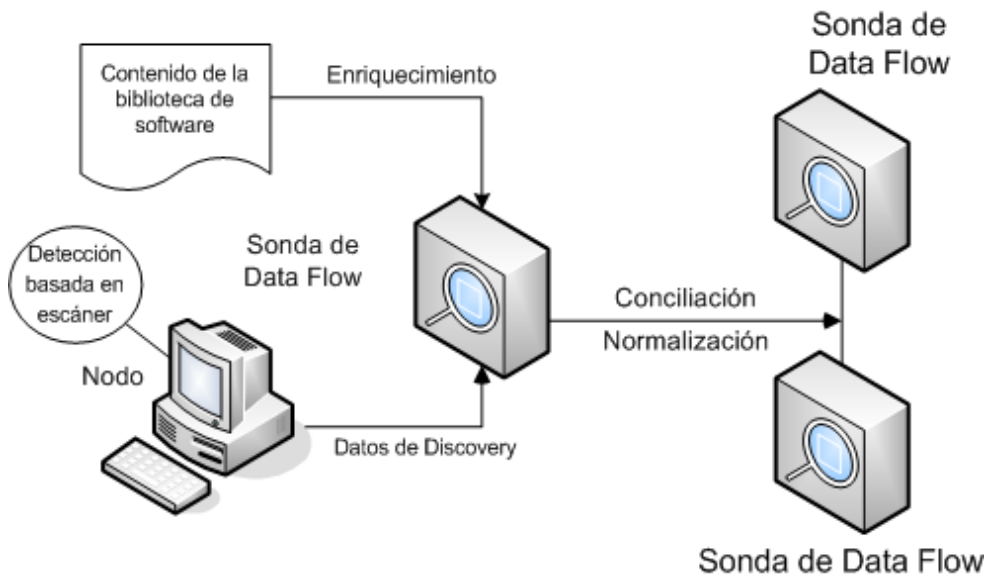 Contenido de la
biblioteca de
software
Enriquecimiento
Sonda de
Data Flow
Detección
basada en
escáner
Nodo
Sonda de
Data Flow
Datos de Discovery
Conciliación
Normalización
Sonda de Data Flow